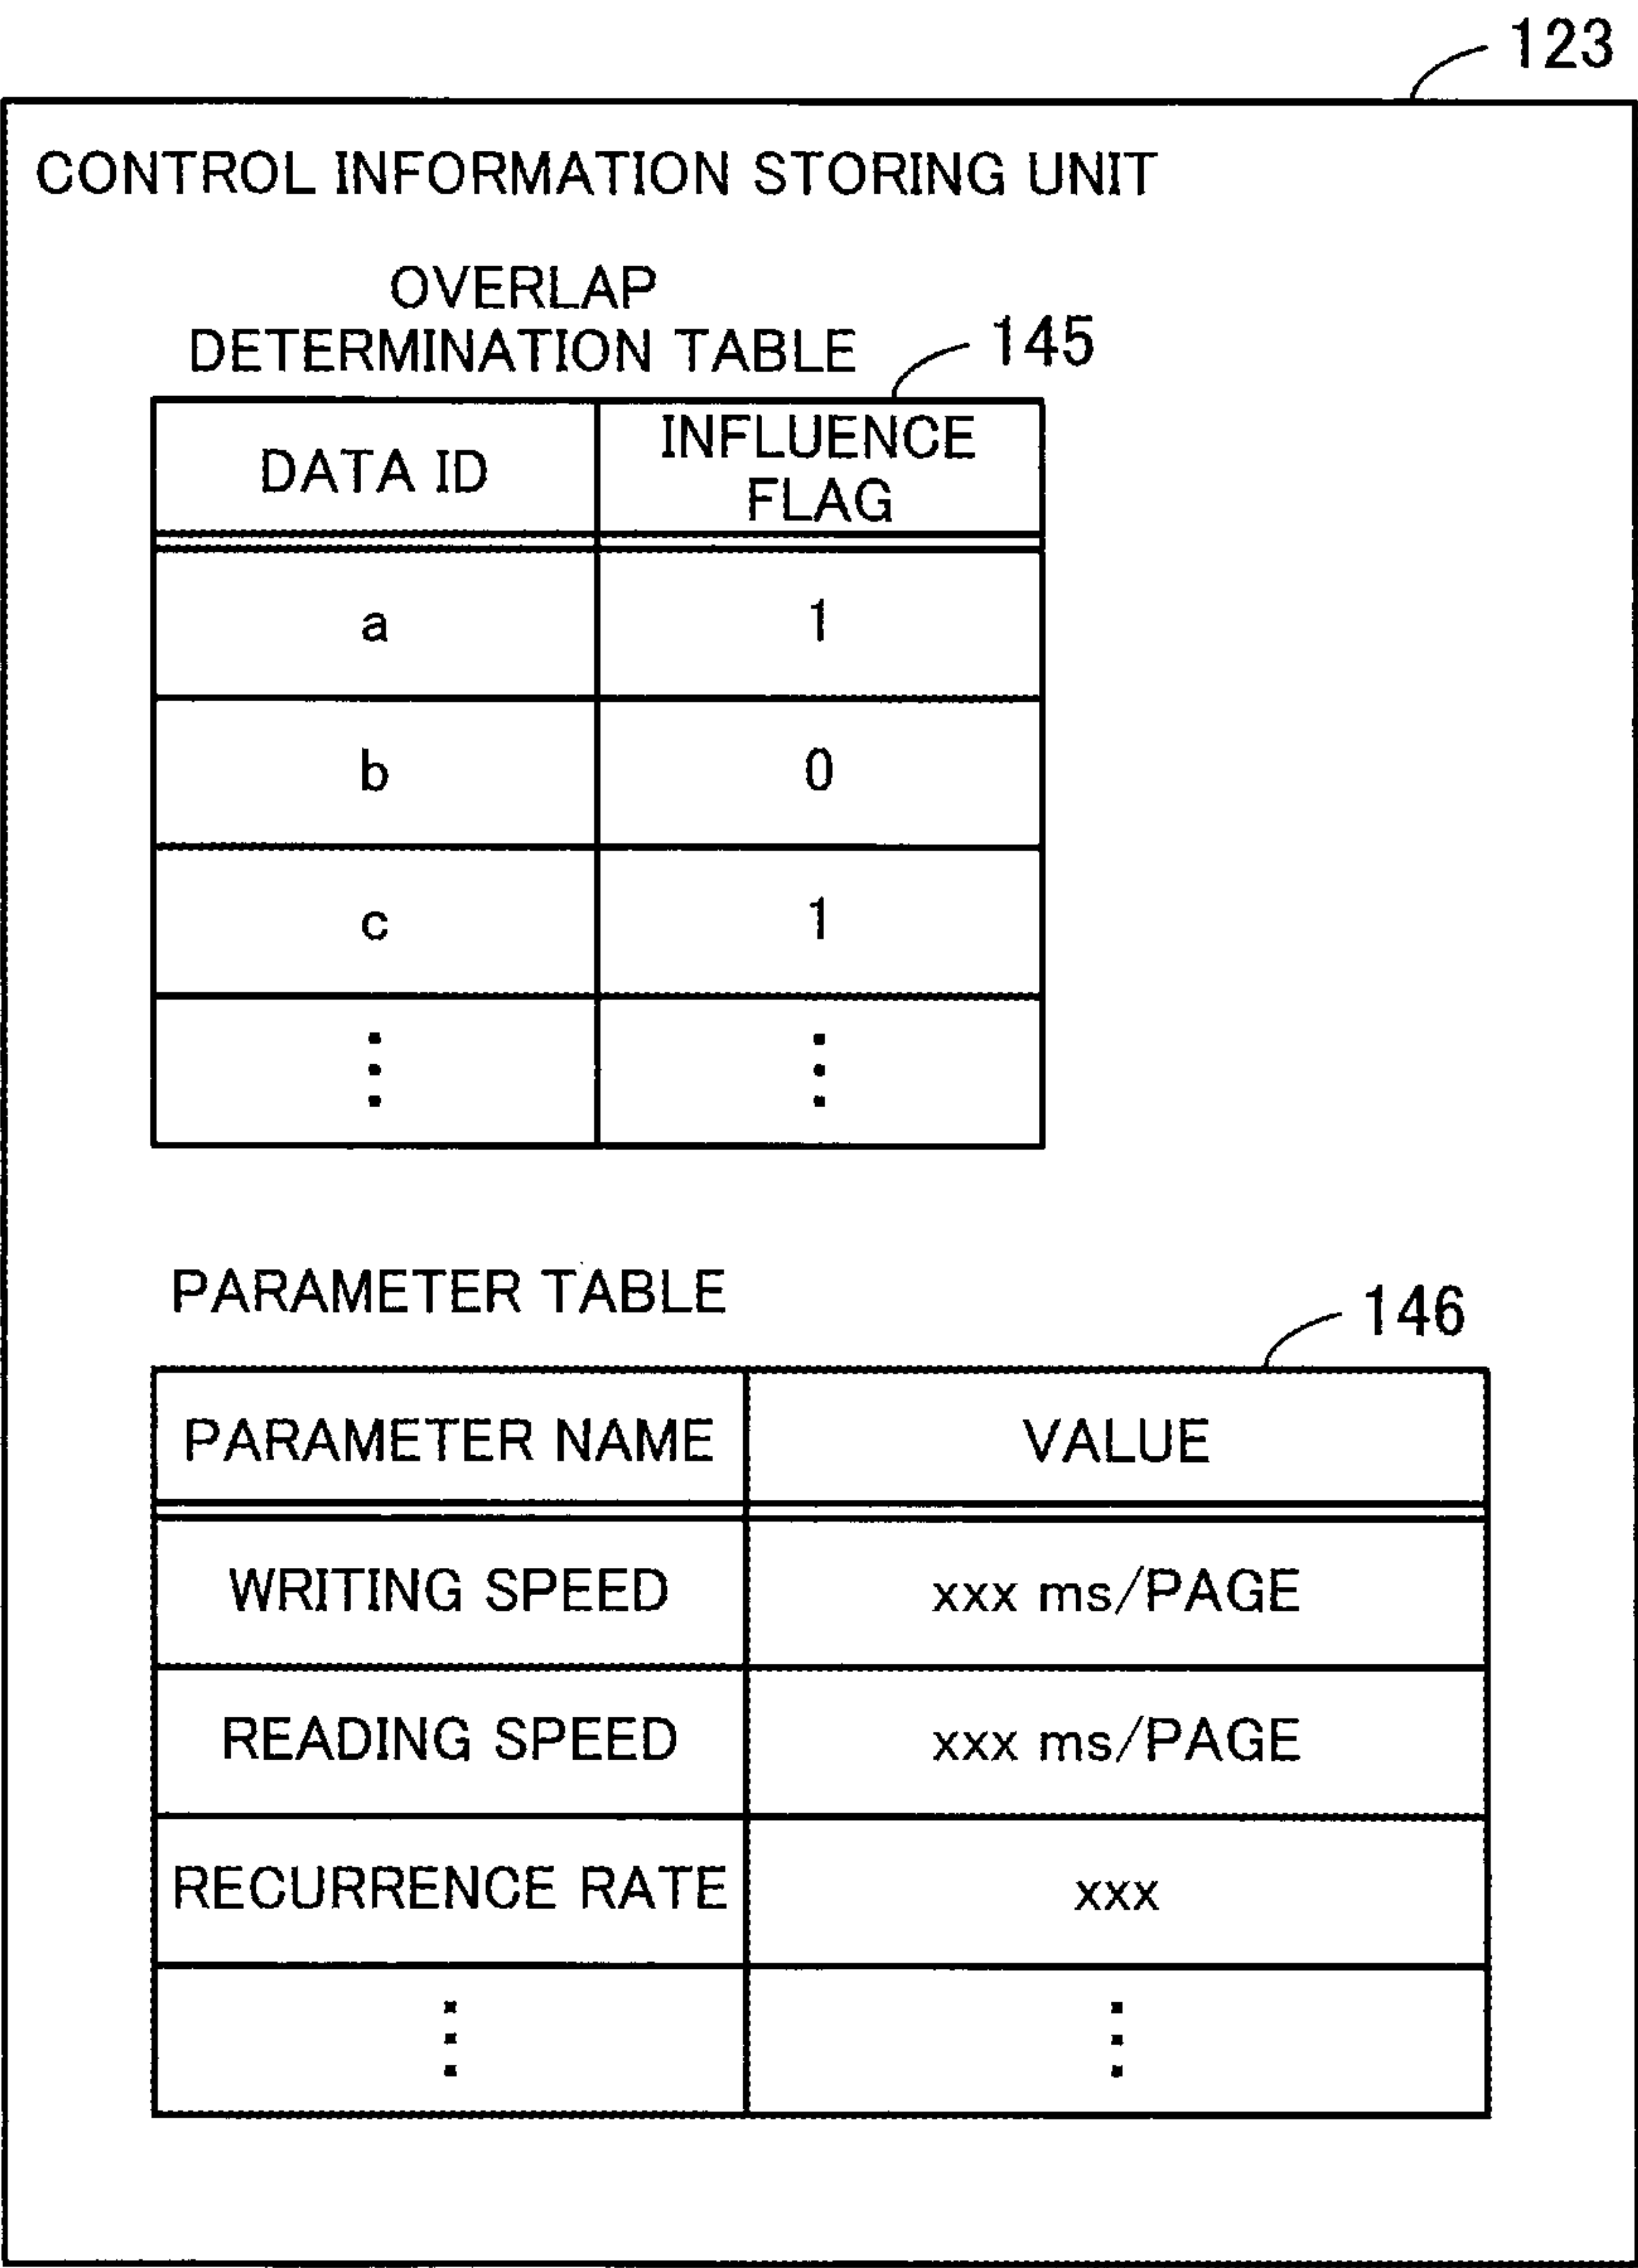 123
CONTROL INFORMATION STORING UNIT
OVERLAP
DETERMINATION TABLE
145
DATA ID
INFLUENCE
FLAG
a 1
b 0
c 1
PARAMETER TABLE
146
PARAMETER NAME VALUE
WRITING SPEED xxx ms/PAGE
READING SPEED xxx ms/PAGE
RECURRENCE RATE xxx